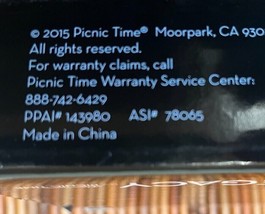 © 2015 Picnic Time® Moorpark, CA 930
All rights reserved.
For warranty claims, call
Picnic Time Warranty Service Center:
888-742-6429
PPAI# 143980 ASI# 78065
Made in China